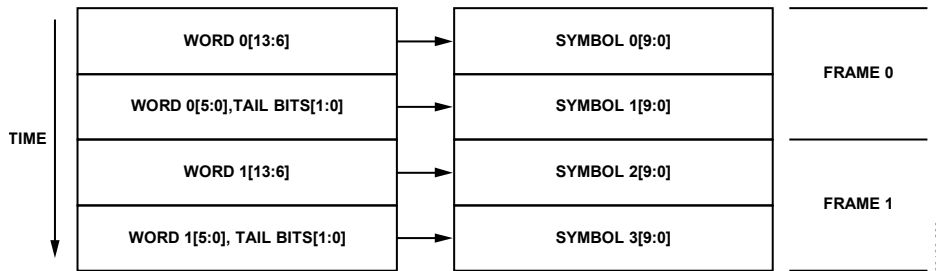 WORD 0[13:6]
SYMBOL 0[9:0]
FRAME 0
WORD 0[5:0],TAIL BITS[1:0]
SYMBOL 1[9:0]
TIME
WORD 1[13:6]
SYMBOL 2[9:0]
FRAME 1
WORD 1[5:0], TAIL BITS[1:0]
SYMBOL 3[9:0]